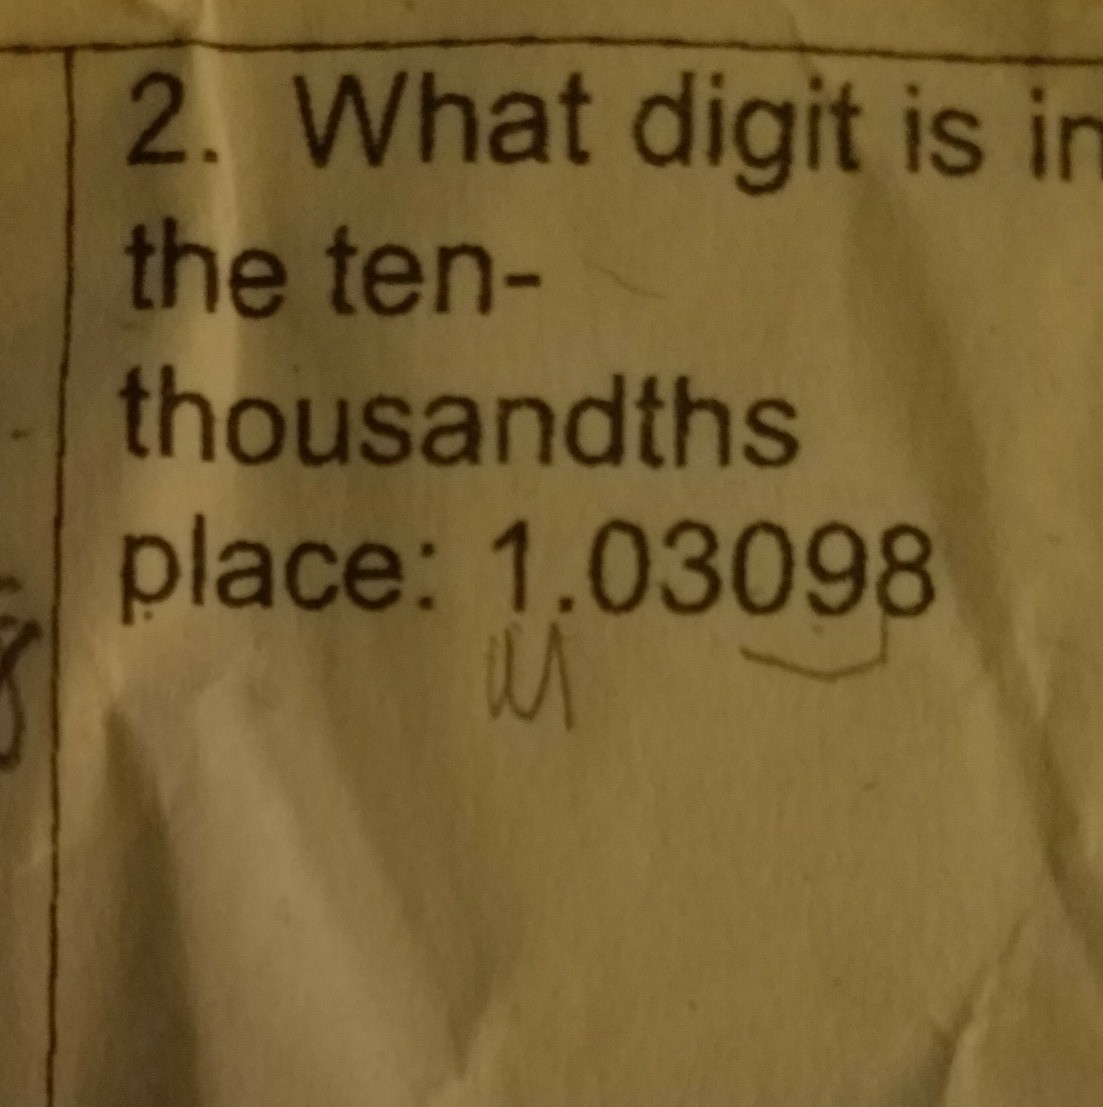 2. What digit is in
the ten-
thousandths
place: 1.03098